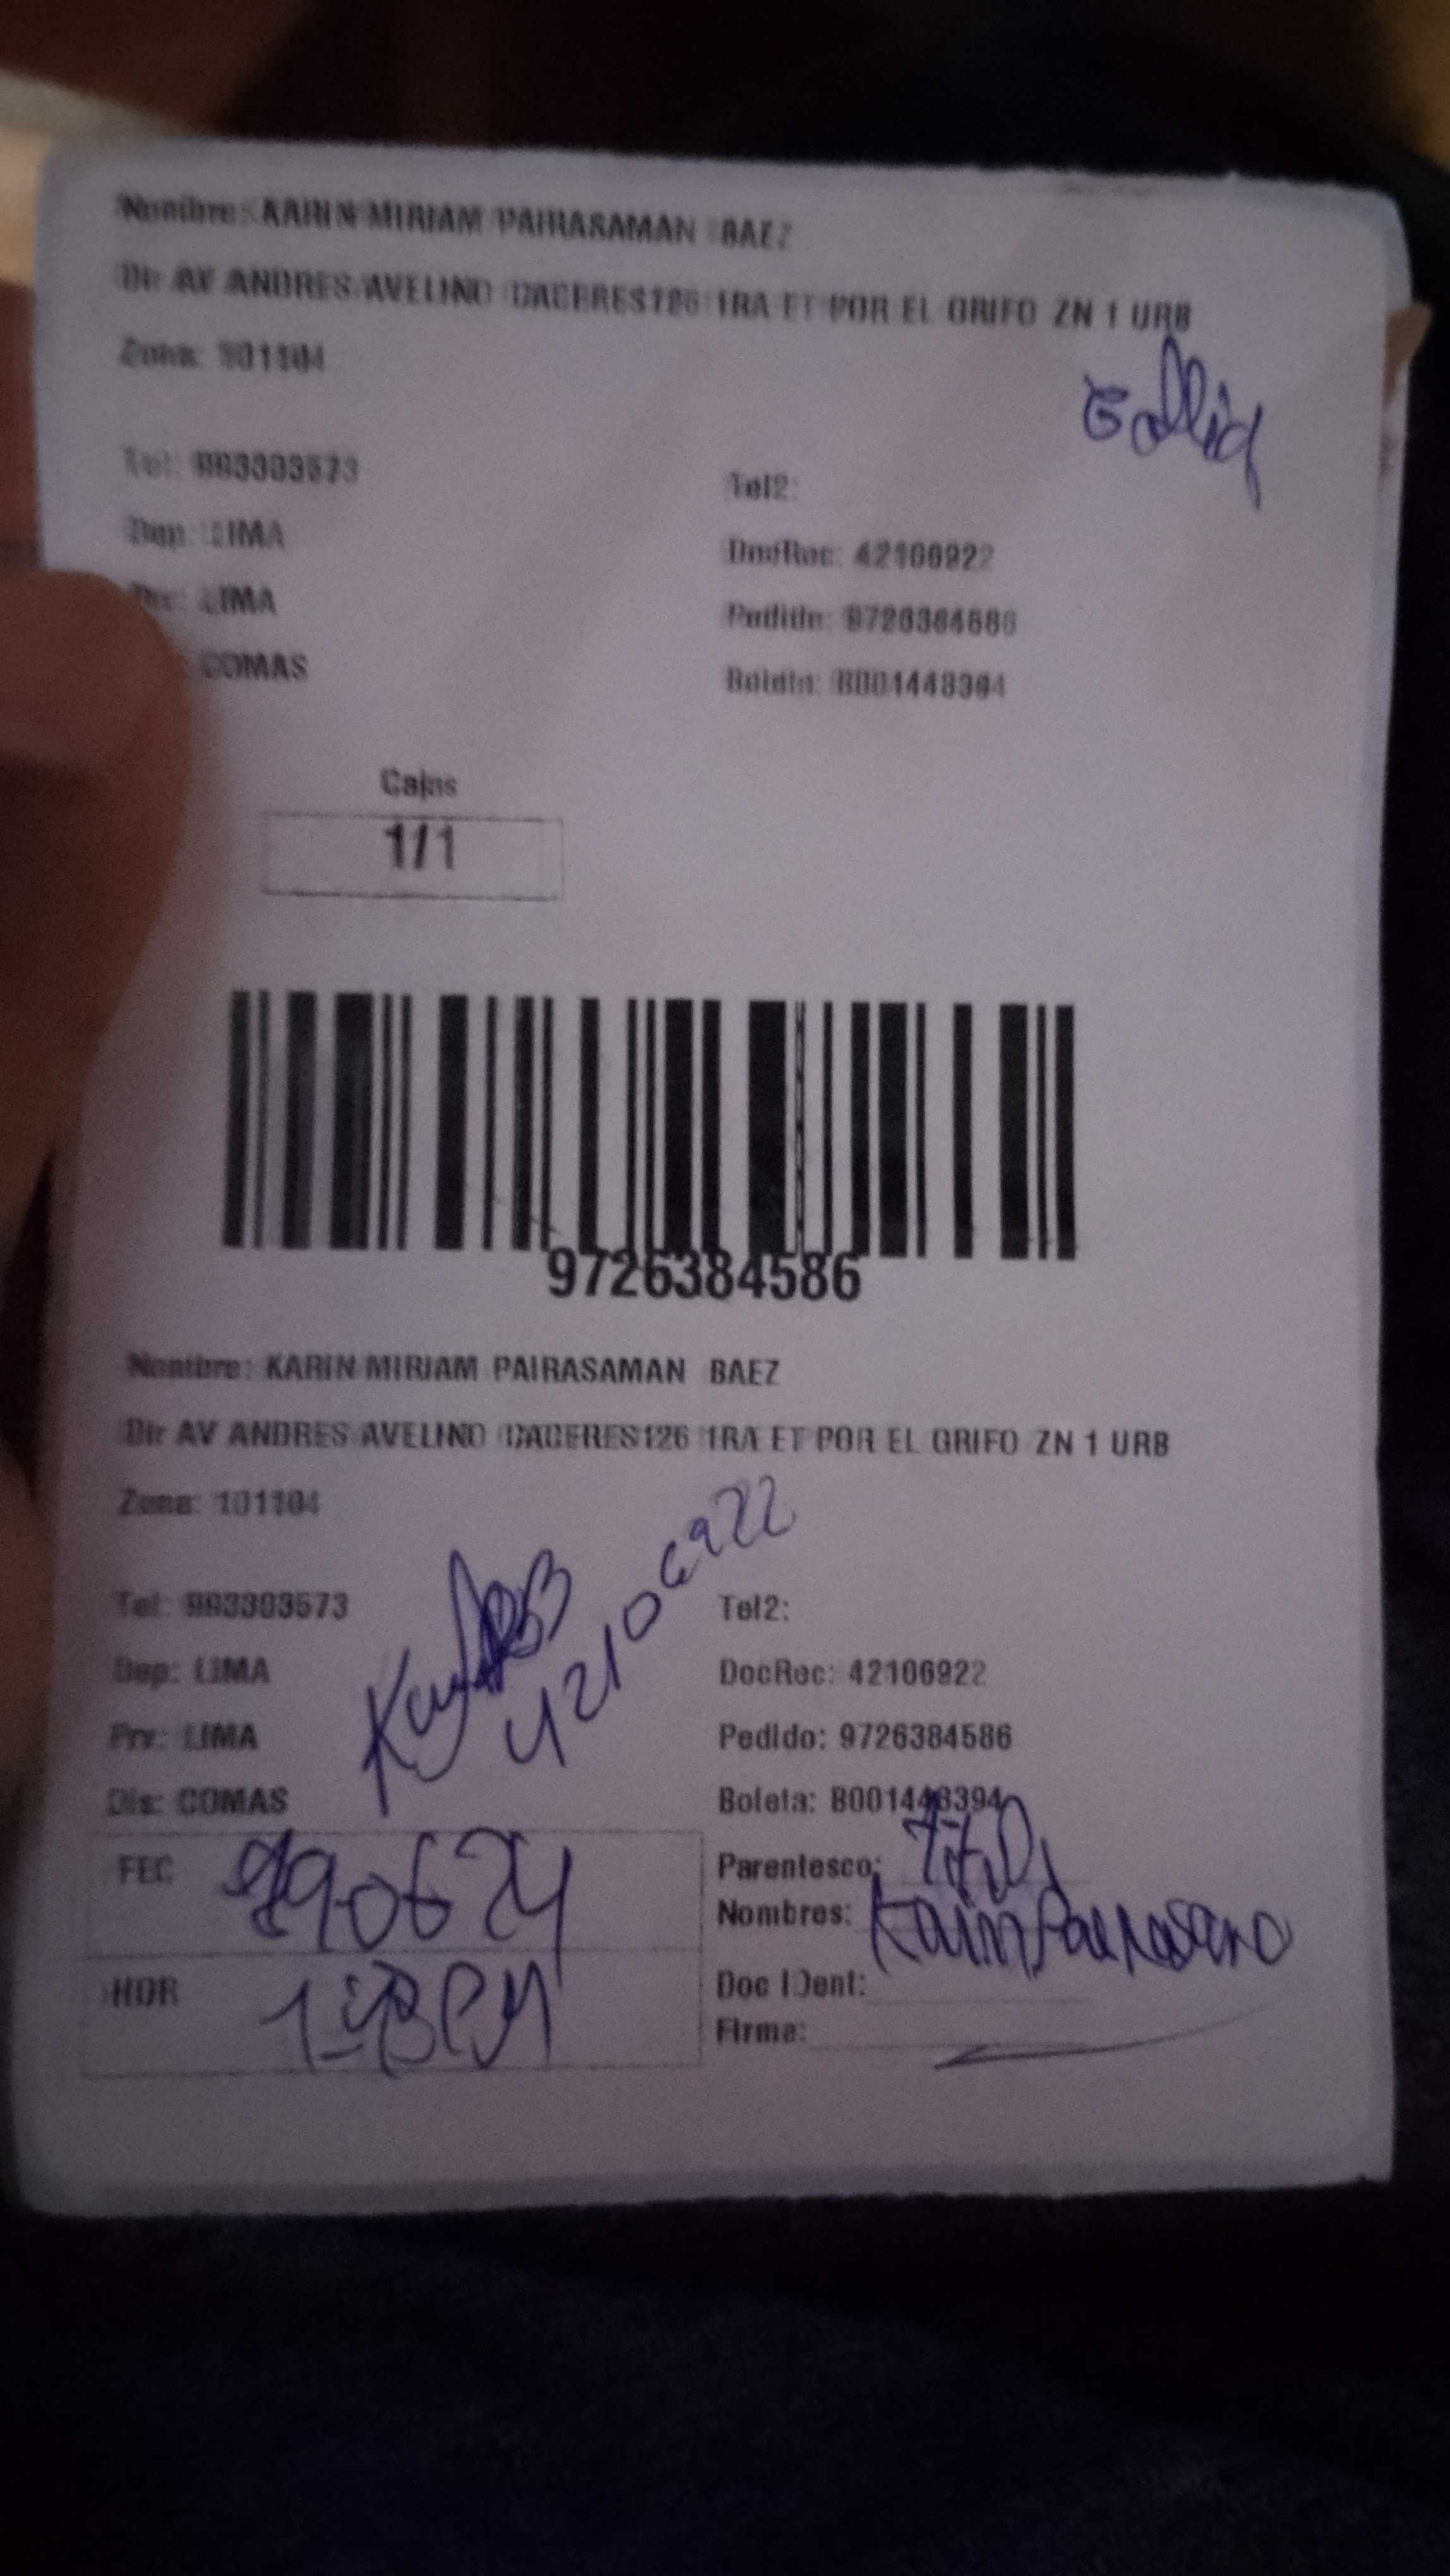 Nombre: KARIN MIRIAM PAIRASAMAN BAEZ
Dir AV ANDRES AVELINO CACERES126 1RA ET POR EL GRIFO ZN 1 URB
Zona: 101104
Tel: 993303573 Tel2:
Dep: LIMA DocRec: 42106922
LIMA Pedido: 9726384586
COMAS Boleta: B001448394
Cajas
1/1
9726384586
Nombre: KARIN MIRIAM PAIRASAMAN BAEZ
Dir AV ANDRES AVELINO CACERES126 1RA ET POR EL GRIFO ZN 1 URB
Zona: 101104
42106922
Tel: 993303573 Tel2:
Dep: LIMA DocRec: 42106922
Prv: LIMA Pedido: 9726384586
Dis: COMAS Boleta: B001448394
FEC Parentesco:
Nombres: Karin
HOR Doc IDent:
Firma: